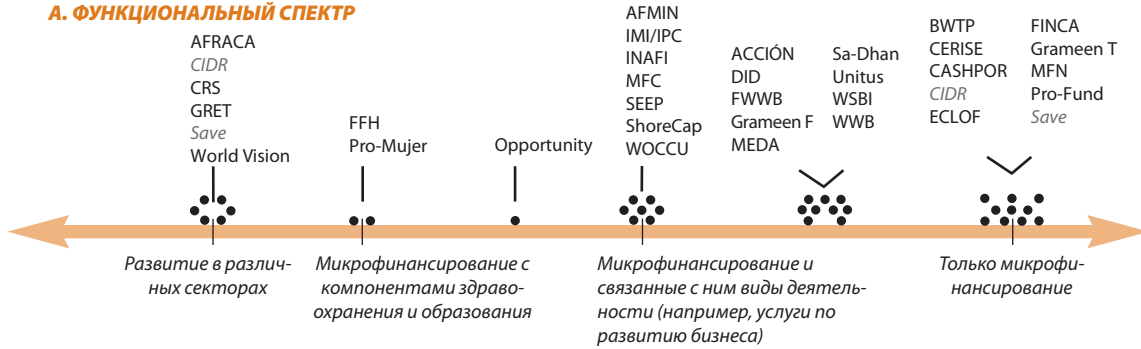 А. ФУНКЦИОНАЛЬНЫЙ СПЕКТР
AFRACA
CIDR
CRS
GRET
Save
World Vision
FFH
Pro-Mujer
Opportunity
AFMIN
IMI/IPC
INAFI
MFC
SEEP
ShoreCap
WOCCU
ACCIÓN
DID
FWWB
Grameen F
MEDA
Sa-Dhan
Unitus
WSBI
WWB
BWTP
CERISE
CASHPOR
CIDR
ECLOF
FINCA
Grameen T
MFN
Pro-Fund
Save
Развитие в различ-
ных секторах
Микрофинансирование с
компонентами здраво-
охранения и образования
Микрофинансирование и
связанные с ним виды деятель-
ности (например, услуги по
развитию бизнеса)
Только микрофи-
нансирование